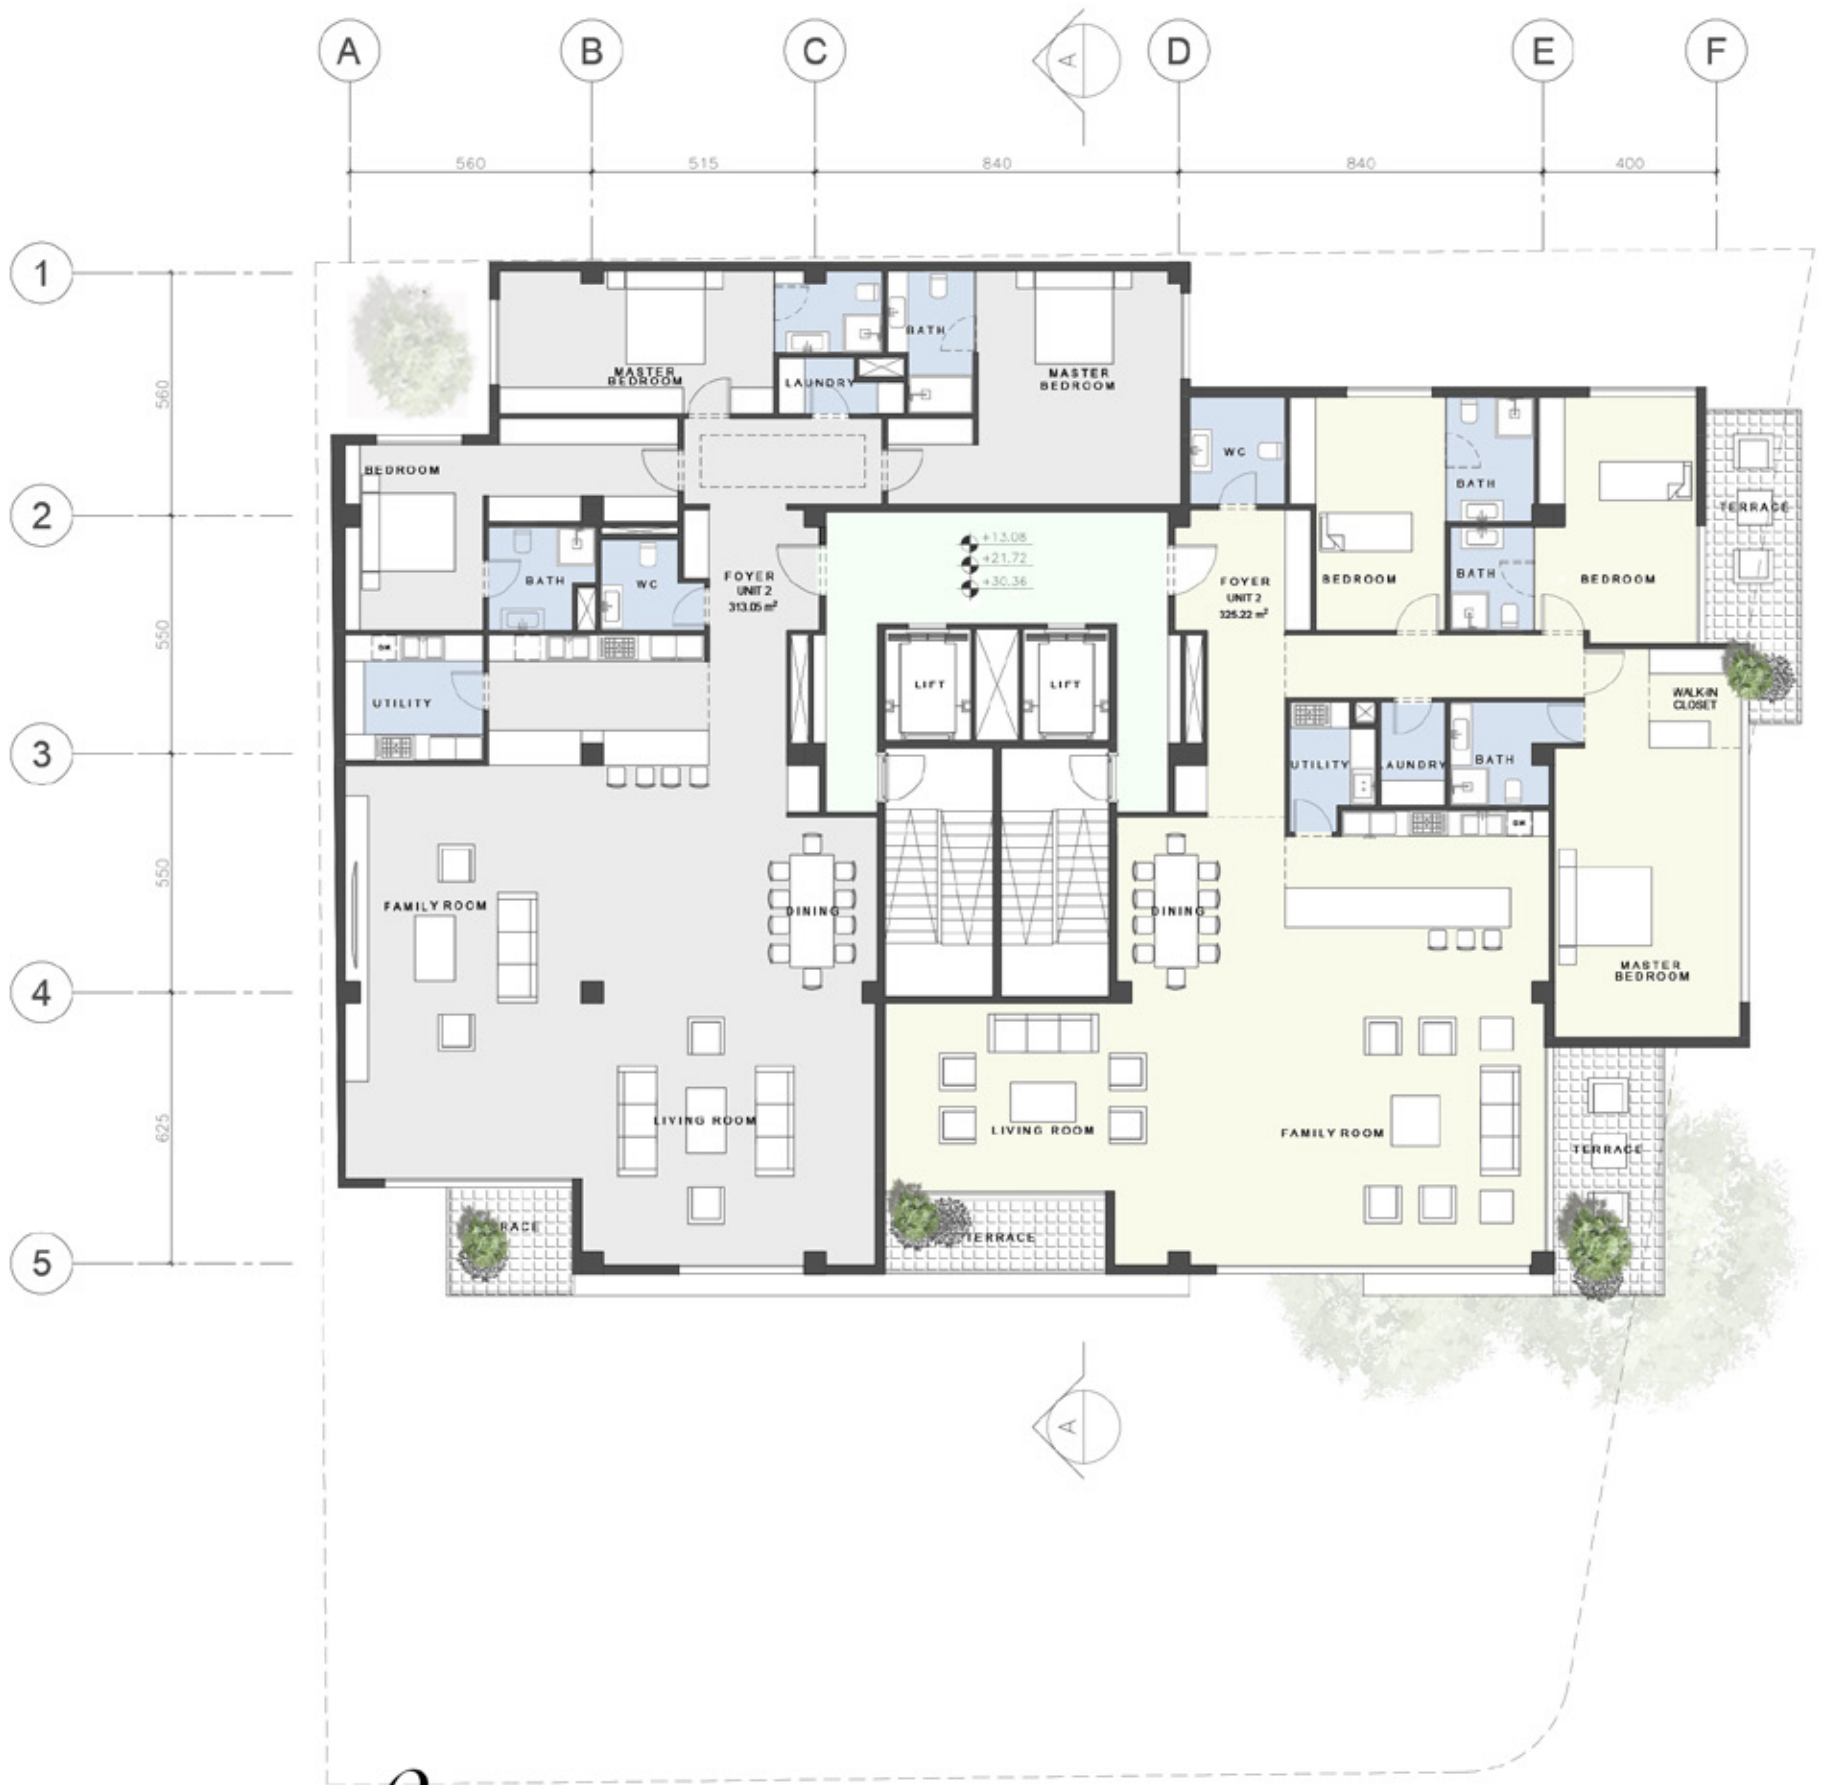 A B C A D E F
560 515 840 840 400
1
2
3
4
5
560
550
550
625
MASTER
BEDROOM
BATH
MASTER
BEDROOM
LAUNDRY
BEDROOM
WC
BATH
TERRACE
+13.08
+21.72
+30.36
BATH
WC
FOYER
UNIT 2
313.05 m²
FOYER
UNIT 2
325.22 m²
BEDROOM
BATH
BEDROOM
UTILITY
LIFT
LIFT
WALK-IN
CLOSET
UTILITY
LAUNDRY
BATH
FAMILY ROOM
DINING
DINING
MASTER
BEDROOM
LIVING ROOM
LIVING ROOM
FAMILY ROOM
TERRACE
RACE
TERRACE
A